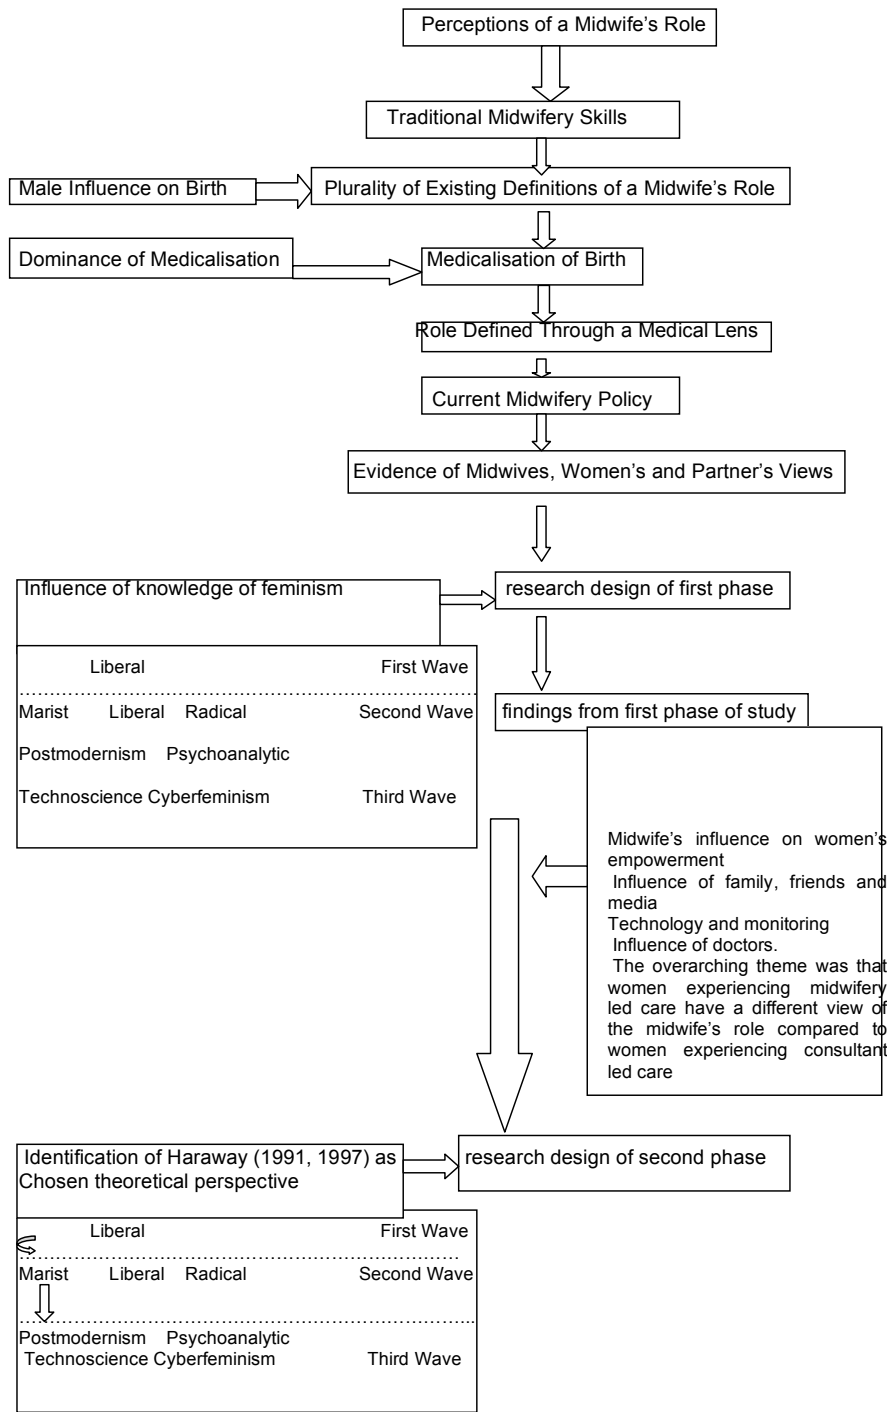 Perceptions of a Midwife's Role
Traditional Midwifery Skills
Male Influence on Birth
Plurality of Existing Definitions of a Midwife's Role
Dominance of Medicalisation
Medicalisation of Birth
Role Defined Through a Medical Lens
Current Midwifery Policy
Evidence of Midwives, Women's and Partner's Views
Influence of knowledge of feminism
research design of first phase
Liberal First Wave
Marist Liberal Radical Second Wave
Postmodernism Psychoanalytic
Technoscience Cyberfeminism Third Wave
findings from first phase of study
Midwife's influence on women's
empowerment
Influence of family, friends and
media
Technology and monitoring
Influence of doctors.
The overarching theme was that
women experiencing midwifery
led care have a different view of
the midwife's role compared to
women experiencing consultant
led care
Identification of Haraway (1991, 1997) as
Chosen theoretical perspective
research design of second phase
Liberal First Wave
Marist Liberal Radical Second Wave
Postmodernism Psychoanalytic
Technoscience Cyberfeminism Third Wave